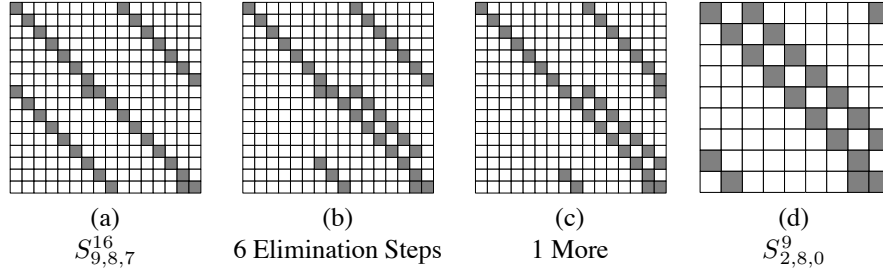 (a) (b) (c) (d)
$S^{16}_{9,8,7}$ 6 Elimination Steps 1 More $S^{9}_{2,8,0}$